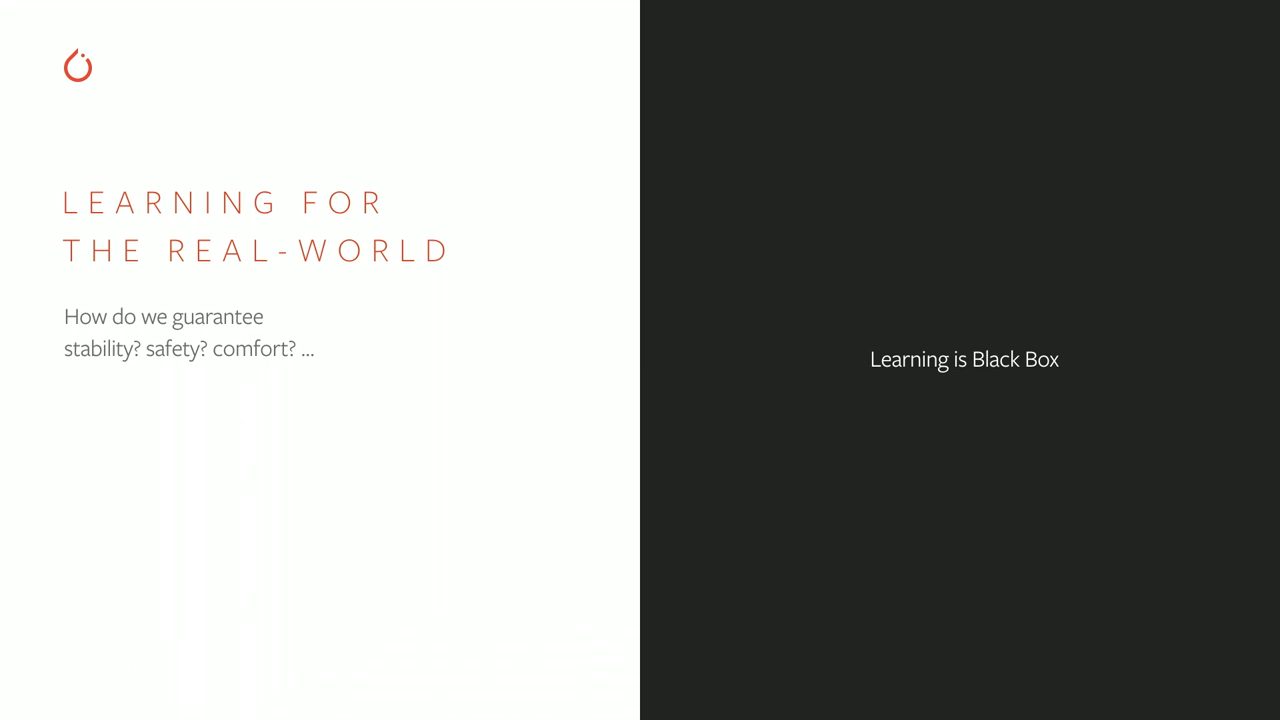 LEARNING FOR
THE REAL-WORLD
How do we guarantee
stability? safety? comfort? ...
Learning is Black Box